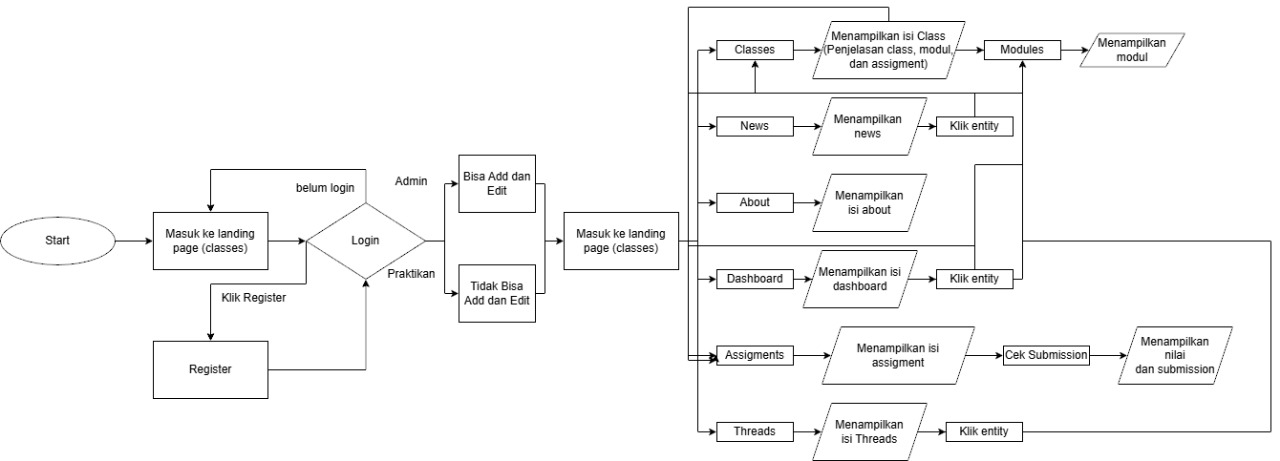 Start
Masuk ke landing
page (classes)
belum login
Login
Klik Register
Register
Admin
Praktikan
Bisa Add dan
Edit
Tidak Bisa
Add dan Edit
Masuk ke landing
page (classes)
Classes
Menampilkan isi Class
(Penjelasan class, modul,
dan assigment)
Modules
Menampilkan
modul
News
Menampilkan
news
Klik entity
About
Menampilkan
isi about
Dashboard
Menampilkan isi
dashboard
Klik entity
Assigments
Menampilkan isi
assigment
Cek Submission
Menampilkan
nilai
dan submission
Threads
Menampilkan
isi Threads
Klik entity